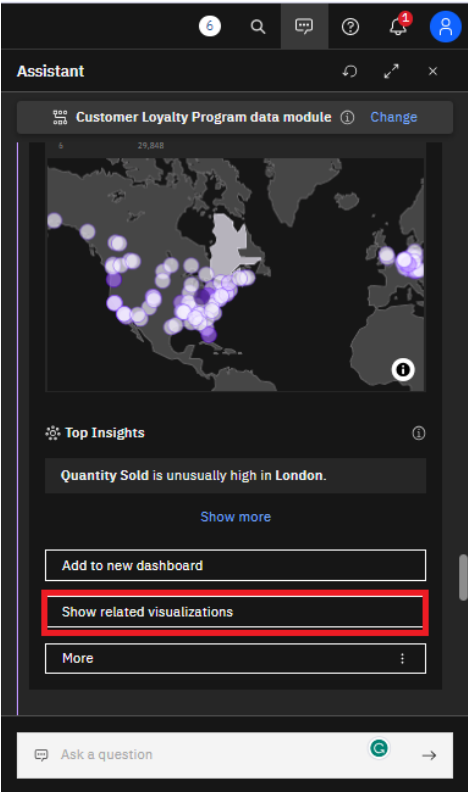 6
1
Assistant
Customer Loyalty Program data module Change
6 29,848
Top Insights
Quantity Sold is unusually high in London.
Show more
Add to new dashboard
Show related visualizations
More
Ask a question